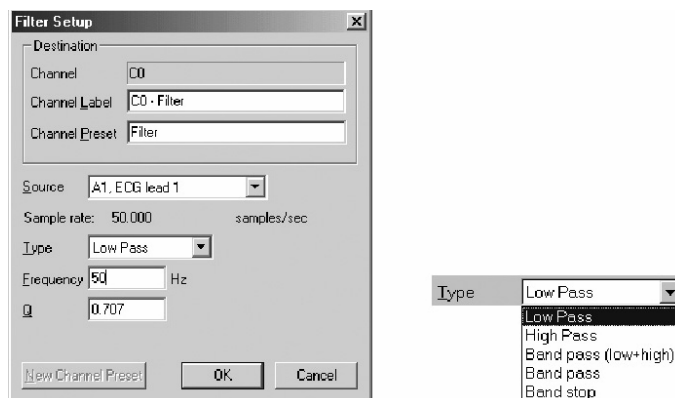 Filter Setup
Destination
Channel C0
Channel Label C0 - Filter
Channel Preset Filter
Source A1, ECG lead 1
Sample rate: 50.000 samples/sec
Type Low Pass
Frequency 50 Hz
Q 0.707
New Channel Preset OK Cancel
Type Low Pass
Low Pass
High Pass
Band pass (low+high)
Band pass
Band stop